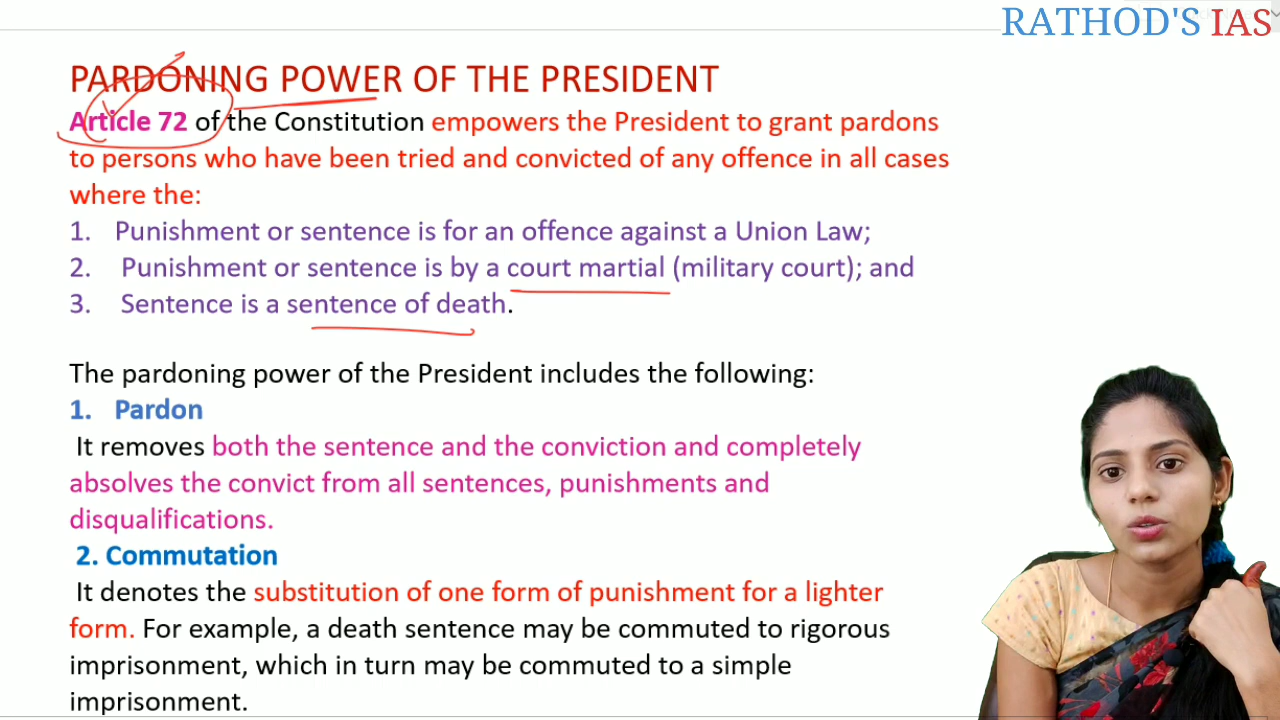 RATHOD'S IAS
PARDONING POWER OF THE PRESIDENT
Article 72 of the Constitution empowers the President to grant pardons
to persons who have been tried and convicted of any offence in all cases
where the:
1. Punishment or sentence is for an offence against a Union Law;
2. Punishment or sentence is by a court martial (military court); and
3. Sentence is a sentence of death.
The pardoning power of the President includes the following:
1. Pardon
It removes both the sentence and the conviction and completely
absolves the convict from all sentences, punishments and
disqualifications.
2. Commutation
It denotes the substitution of one form of punishment for a lighter
form. For example, a death sentence may be commuted to rigorous
imprisonment, which in turn may be commuted to a simple
imprisonment.